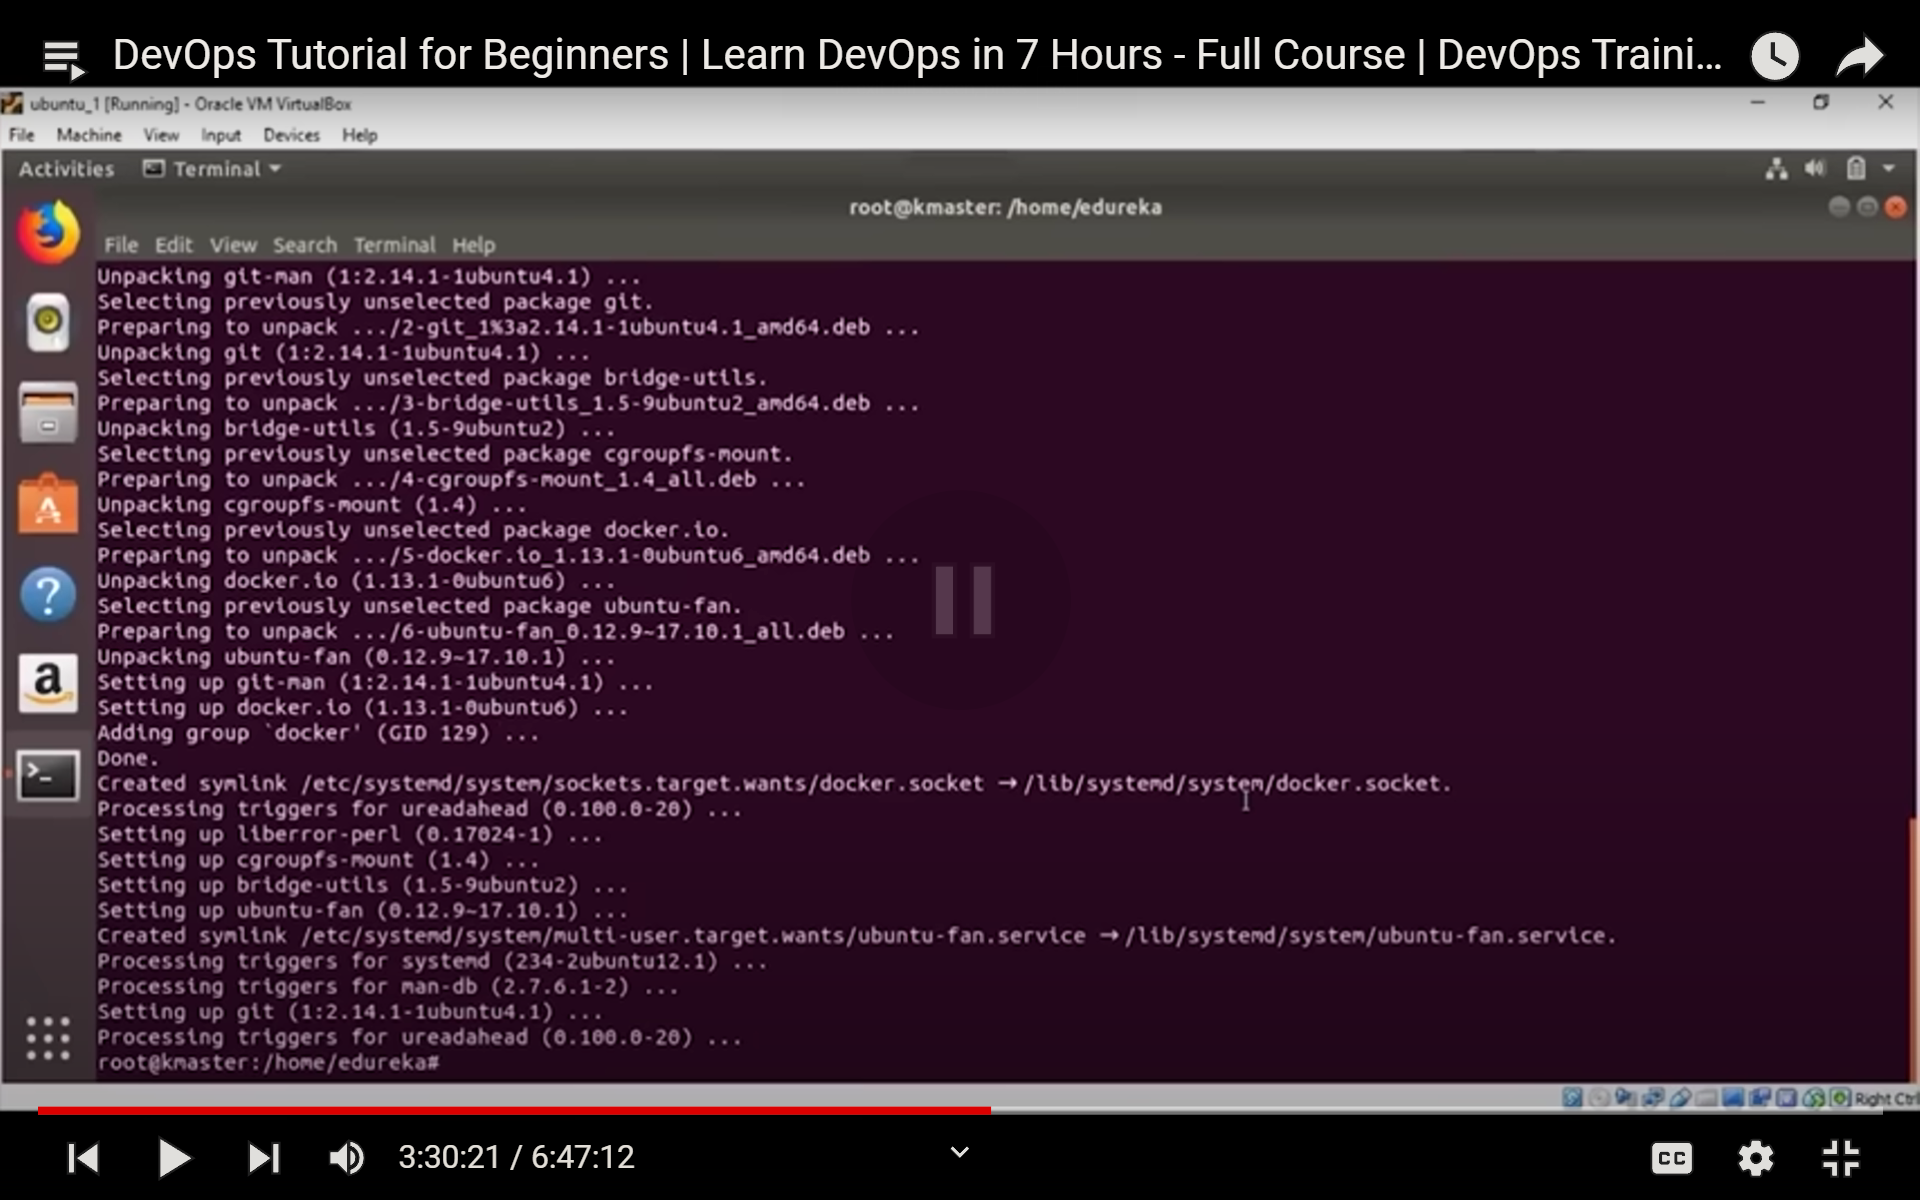 DevOps Tutorial for Beginners | Learn DevOps in 7 Hours - Full Course | DevOps Traini...
ubuntu_1 [Running] - Oracle VM VirtualBox
File Machine View Input Devices Help
Activities Terminal
root@kmaster: /home/edureka
File Edit View Search Terminal Help
Unpacking git-man (1:2.14.1-1ubuntu4.1) ...
Selecting previously unselected package git.
Preparing to unpack .../2-git_1%3a2.14.1-1ubuntu4.1_amd64.deb ...
Unpacking git (1:2.14.1-1ubuntu4.1) ...
Selecting previously unselected package bridge-utils.
Preparing to unpack .../3-bridge-utils_1.5-9ubuntu2_amd64.deb ...
Unpacking bridge-utils (1.5-9ubuntu2) ...
Selecting previously unselected package cgroupfs-mount.
Preparing to unpack .../4-cgroupfs-mount_1.4_all.deb ...
Unpacking cgroupfs-mount (1.4) ...
Selecting previously unselected package docker.io.
Preparing to unpack .../5-docker.io_1.13.1-0ubuntu6_amd64.deb ...
Unpacking docker.io (1.13.1-0ubuntu6) ...
Selecting previously unselected package ubuntu-fan.
Preparing to unpack .../6-ubuntu-fan_0.12.9~17.10.1_all.deb ...
Unpacking ubuntu-fan (0.12.9~17.10.1) ...
Setting up git-man (1:2.14.1-1ubuntu4.1) ...
Setting up docker.io (1.13.1-0ubuntu6) ...
Adding group `docker' (GID 129) ...
Done.
Created symlink /etc/systemd/system/sockets.target.wants/docker.socket → /lib/systemd/system/docker.socket.
Processing triggers for ureadahead (0.100.0-20) ...
Setting up liberror-perl (0.17024-1) ...
Setting up cgroupfs-mount (1.4) ...
Setting up bridge-utils (1.5-9ubuntu2) ...
Setting up ubuntu-fan (0.12.9~17.10.1) ...
Created symlink /etc/systemd/system/multi-user.target.wants/ubuntu-fan.service → /lib/systemd/system/ubuntu-fan.service.
Processing triggers for systemd (234-2ubuntu12.1) ...
Processing triggers for man-db (2.7.6.1-2) ...
Setting up git (1:2.14.1-1ubuntu4.1) ...
Processing triggers for ureadahead (0.100.0-20) ...
root@kmaster:/home/edureka#
Right Ctrl
3:30:21 / 6:47:12
CC